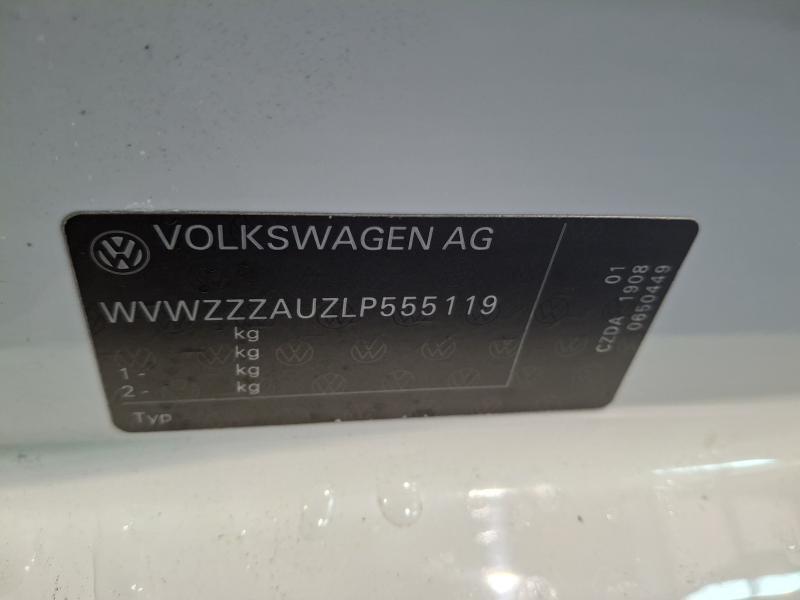 VOLKSWAGEN AG
WVWZZZAUZLP555119
kg
kg
1 - kg
2 - kg
Typ
01
CZDA 1908
0650449